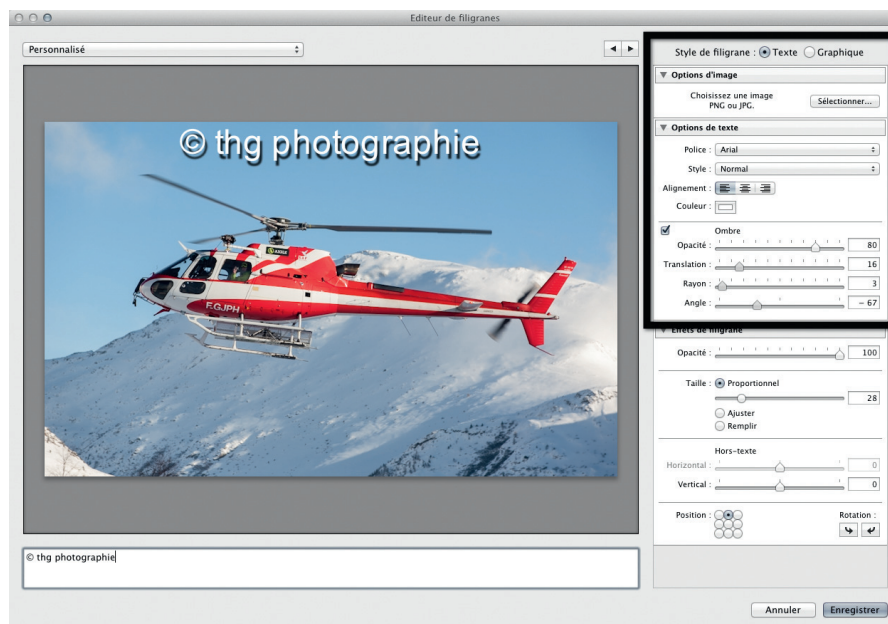 Editeur de filigranes
Personnalisé
© thg photographie
F-GJPH
© thg photographie
Style de filigrane : Texte Graphique
Options d'image
Choisissez une image
PNG ou JPG.
Sélectionner...
Options de texte
Police : Arial
Style : Normal
Alignement :
Couleur :
Ombre
Opacité : 80
Translation : 16
Rayon : 3
Angle : – 67
Effets de filigrane
Opacité : 100
Taille : Proportionnel
28
Ajuster
Remplir
Hors-texte
Horizontal : 0
Vertical : 0
Position : Rotation :
Annuler Enregistrer